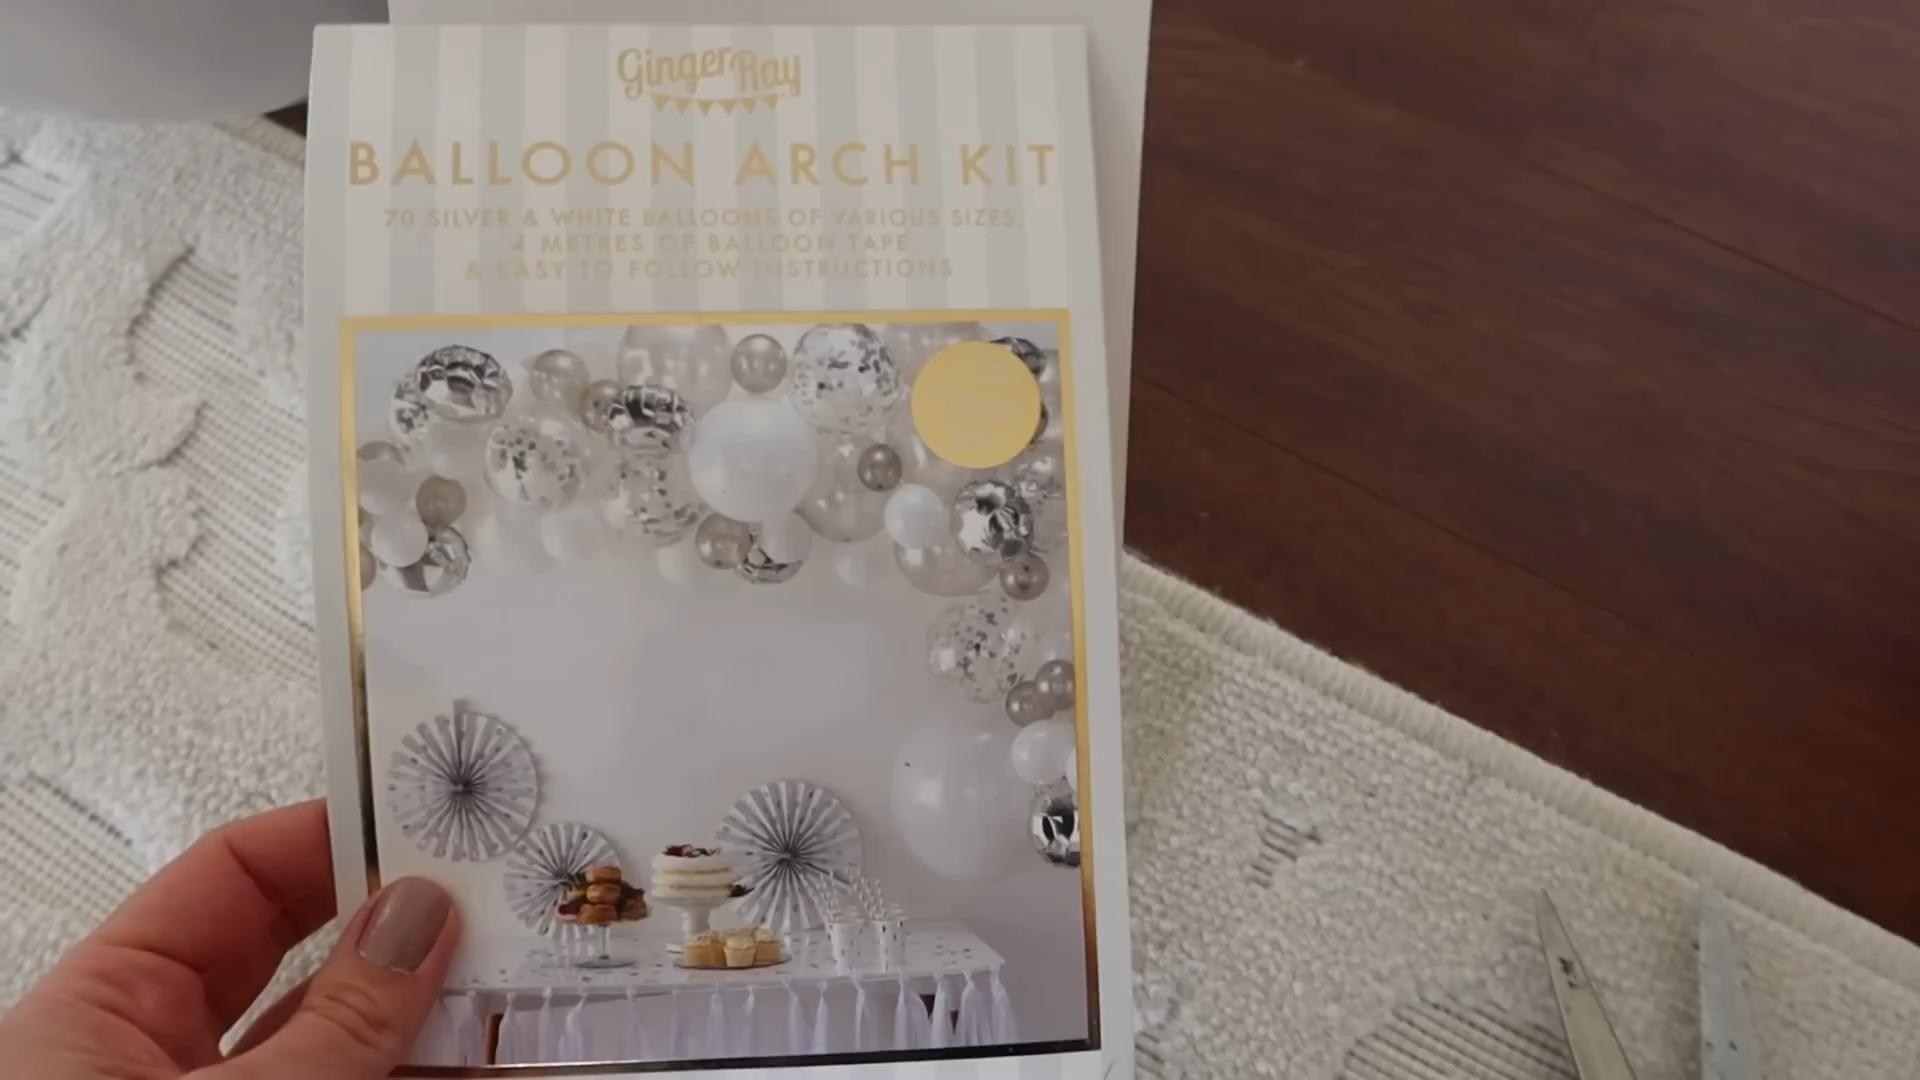 Ginger Ray
BALLOON ARCH KIT
70 SILVER & WHITE BALLOONS OF VARIOUS SIZES,
4 METRES OF BALLOON TAPE
& EASY TO FOLLOW INSTRUCTIONS